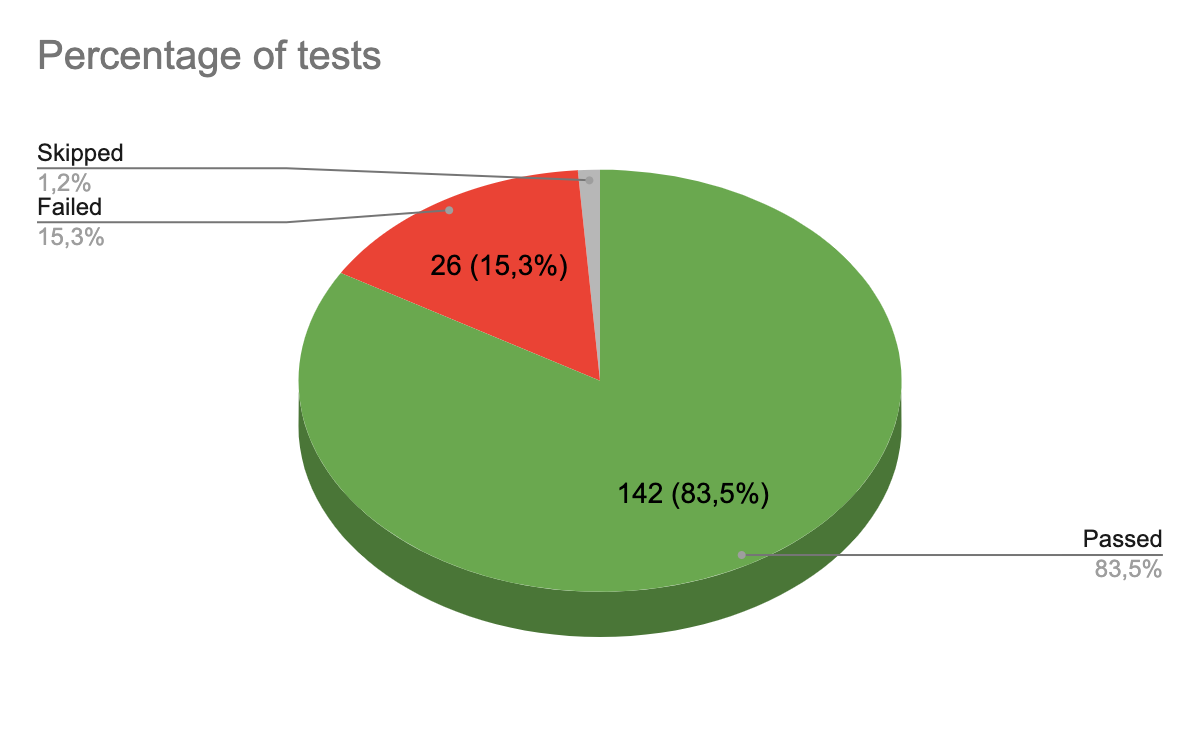 Percentage of tests
Skipped
1,2%
Failed
15,3%
26 (15,3%)
142 (83,5%)
Passed
83,5%